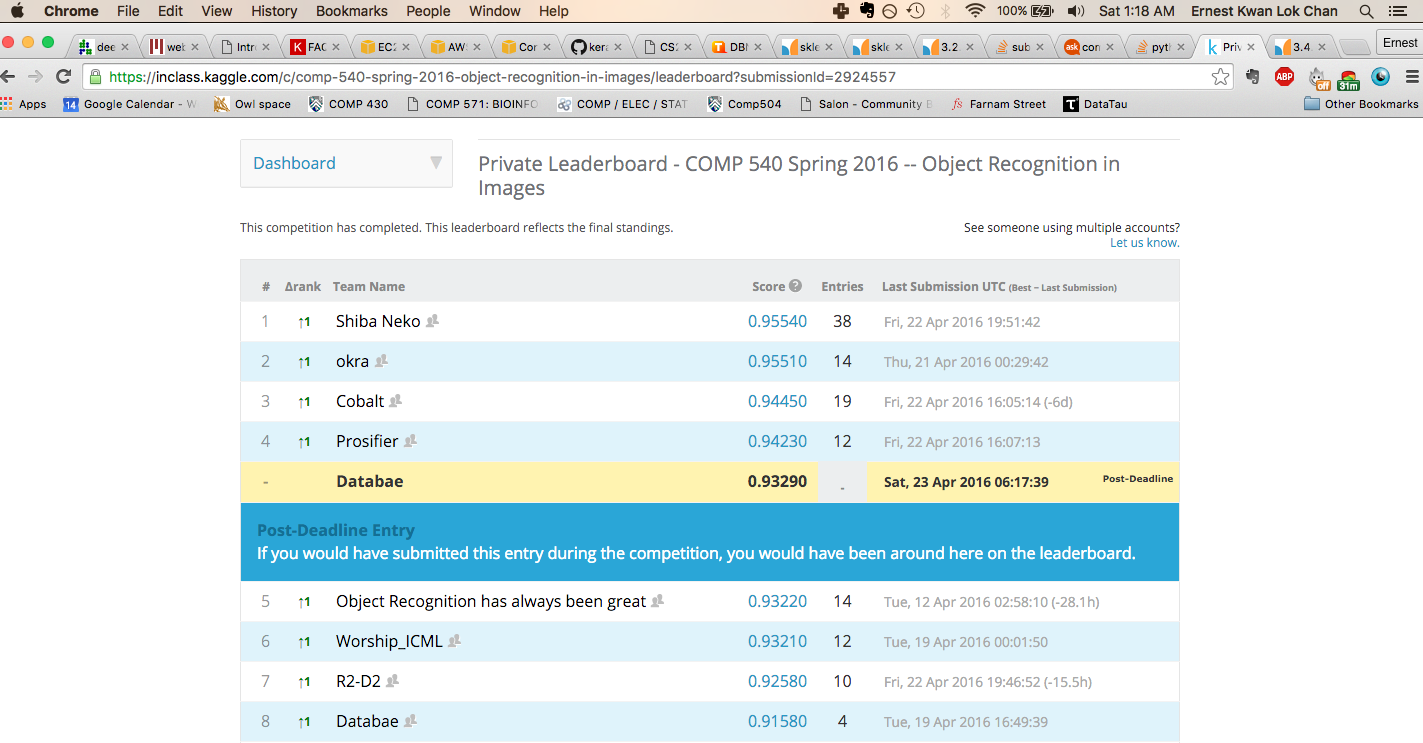 Chrome File Edit View History Bookmarks People Window Help 100% Sat 1:18 AM Ernest Kwan Lok Chan
dee web Intro FAC EC2 AW Cor kera CS2 DBI skle skle 3.2. sub con pyth Priv 3.4. Ernest
https://inclass.kaggle.com/c/comp-540-spring-2016-object-recognition-in-images/leaderboard?submissionId=2924557 ABP off 31m
Apps 14 Google Calendar - W Owl space COMP 430 COMP 571: BIOINFO COMP / ELEC / STAT Comp504 Salon - Community B fs Farnam Street DataTau Other Bookmarks
Dashboard
Private Leaderboard - COMP 540 Spring 2016 -- Object Recognition in
Images
This competition has completed. This leaderboard reflects the final standings.
See someone using multiple accounts?
Let us know.
# Δrank Team Name Score ? Entries Last Submission UTC (Best − Last Submission)
1 ↑1 Shiba Neko 0.95540 38 Fri, 22 Apr 2016 19:51:42
2 ↑1 okra 0.95510 14 Thu, 21 Apr 2016 00:29:42
3 ↑1 Cobalt 0.94450 19 Fri, 22 Apr 2016 16:05:14 (-6d)
4 ↑1 Prosifier 0.94230 12 Fri, 22 Apr 2016 16:07:13
- Databae 0.93290 - Sat, 23 Apr 2016 06:17:39 Post-Deadline
Post-Deadline Entry
If you would have submitted this entry during the competition, you would have been around here on the leaderboard.
5 ↑1 Object Recognition has always been great 0.93220 14 Tue, 12 Apr 2016 02:58:10 (-28.1h)
6 ↑1 Worship_ICML 0.93210 12 Tue, 19 Apr 2016 00:01:50
7 ↑1 R2-D2 0.92580 10 Fri, 22 Apr 2016 19:46:52 (-15.5h)
8 ↑1 Databae 0.91580 4 Tue, 19 Apr 2016 16:49:39